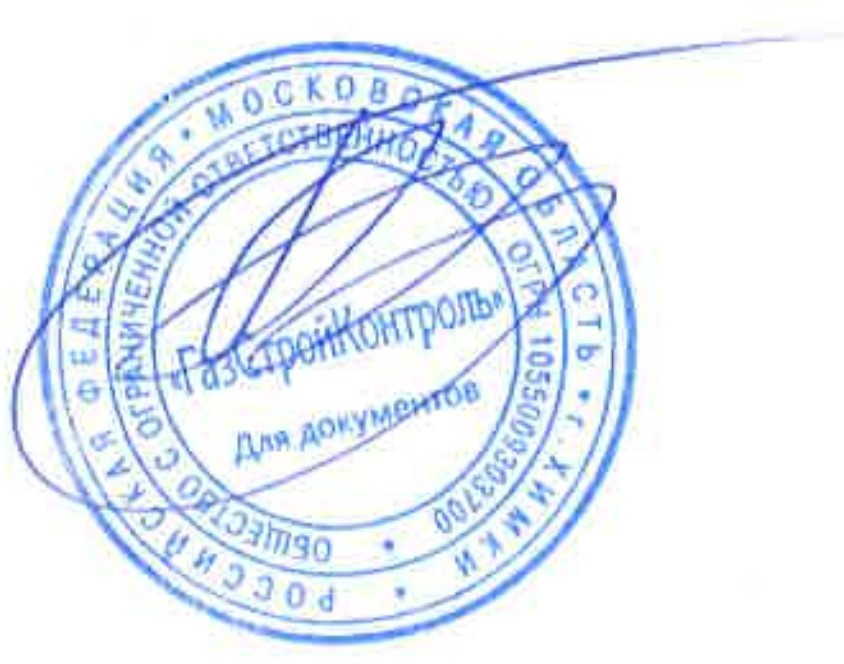 РОССИЙСКАЯ ФЕДЕРАЦИЯ • МОСКОВСКАЯ ОБЛАСТЬ • г. ХИМКИ •
ОБЩЕСТВО С ОГРАНИЧЕННОЙ ОТВЕТСТВЕННОСТЬЮ ОГРН 1055009303700 •
«ГазСтройКонтроль»
Для документов